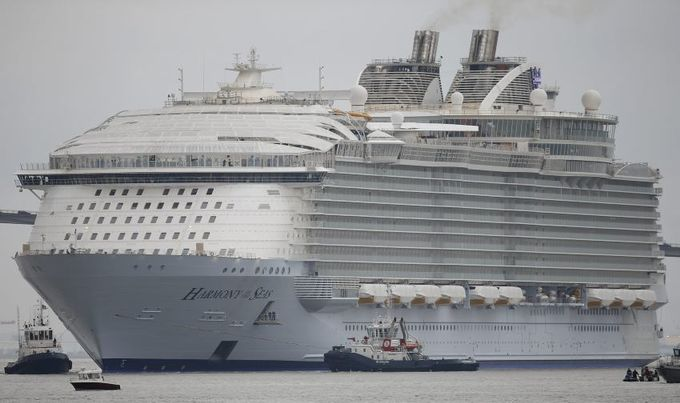 HARMONY OF THE SEAS